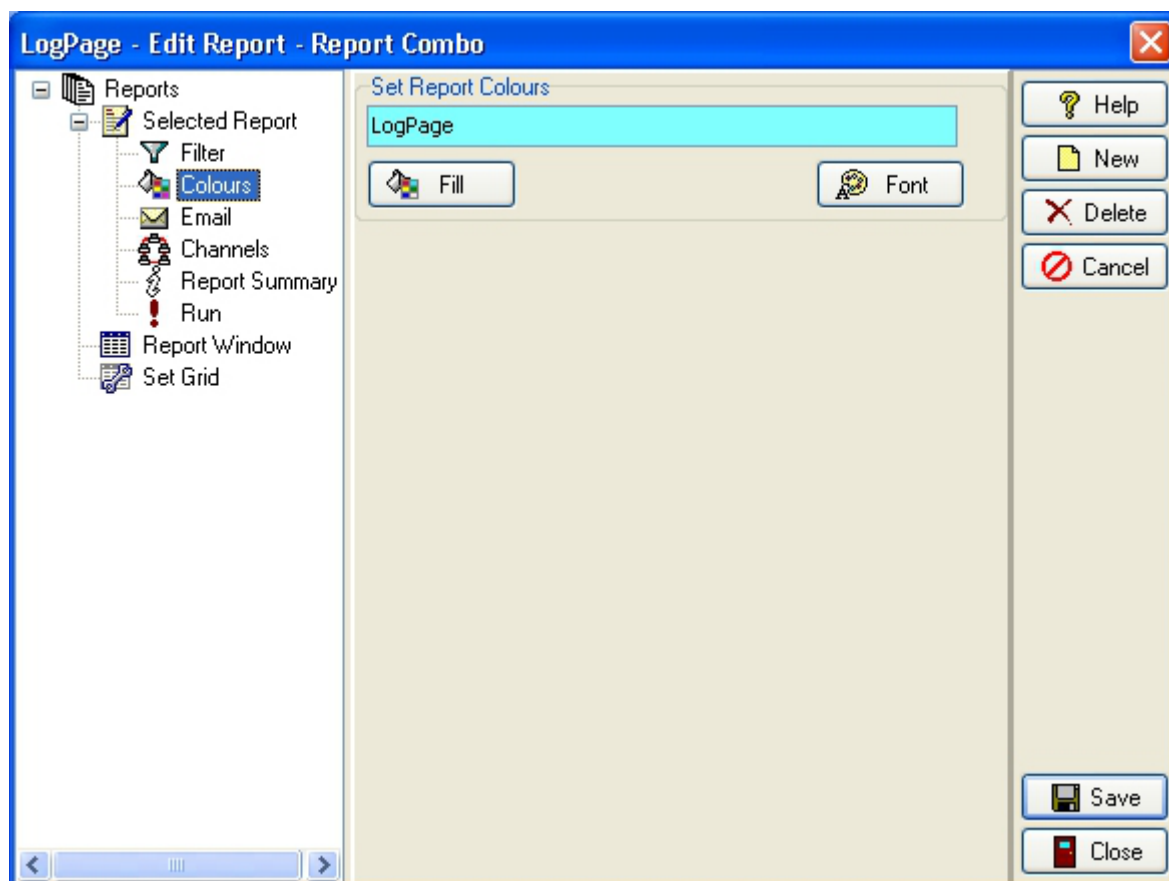 LogPage - Edit Report - Report Combo
Reports
Selected Report
Filter
Colours
Email
Channels
Report Summary
Run
Report Window
Set Grid
Set Report Colours
LogPage
Fill
Font
Help
New
Delete
Cancel
Save
Close